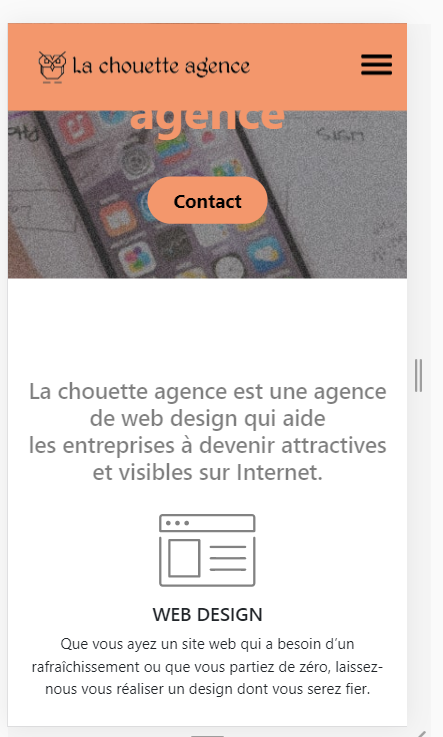 La chouette agence
agence
Contact
La chouette agence est une agence
de web design qui aide
les entreprises à devenir attractives
et visibles sur Internet.
WEB DESIGN
Que vous ayez un site web qui a besoin d'un
rafraîchissement ou que vous partiez de zéro, laissez-
nous vous réaliser un design dont vous serez fier.